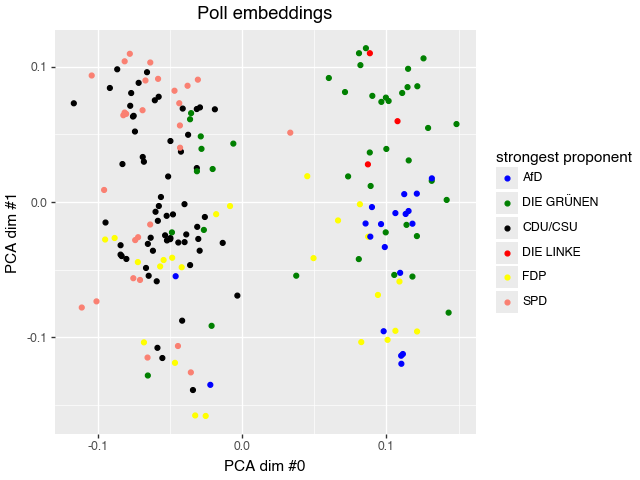 Poll embeddings
PCA dim #1
0.1
0.0
-0.1
-0.1
0.0
0.1
PCA dim #0
strongest proponent
AfD
DIE GRÜNEN
CDU/CSU
DIE LINKE
FDP
SPD